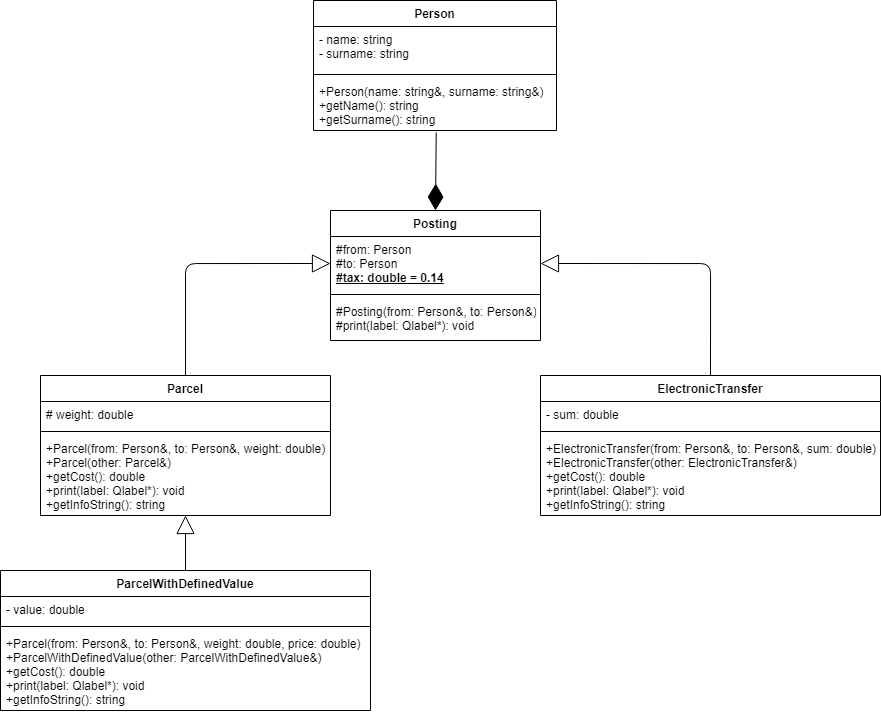 Person
- name: string
- surname: string
+Person(name: string&, surname: string&)
+getName(): string
+getSurname(): string
Posting
#from: Person
#to: Person
#tax: double = 0.14
#Posting(from: Person&, to: Person&)
#print(label: Qlabel*): void
Parcel
# weight: double
+Parcel(from: Person&, to: Person&, weight: double)
+Parcel(other: Parcel&)
+getCost(): double
+print(label: Qlabel*): void
+getInfoString(): string
ElectronicTransfer
- sum: double
+ElectronicTransfer(from: Person&, to: Person&, sum: double)
+ElectronicTransfer(other: ElectronicTransfer&)
+getCost(): double
+print(label: Qlabel*): void
+getInfoString(): string
ParcelWithDefinedValue
- value: double
+Parcel(from: Person&, to: Person&, weight: double, price: double)
+ParcelWithDefinedValue(other: ParcelWithDefinedValue&)
+getCost(): double
+print(label: Qlabel*): void
+getInfoString(): string